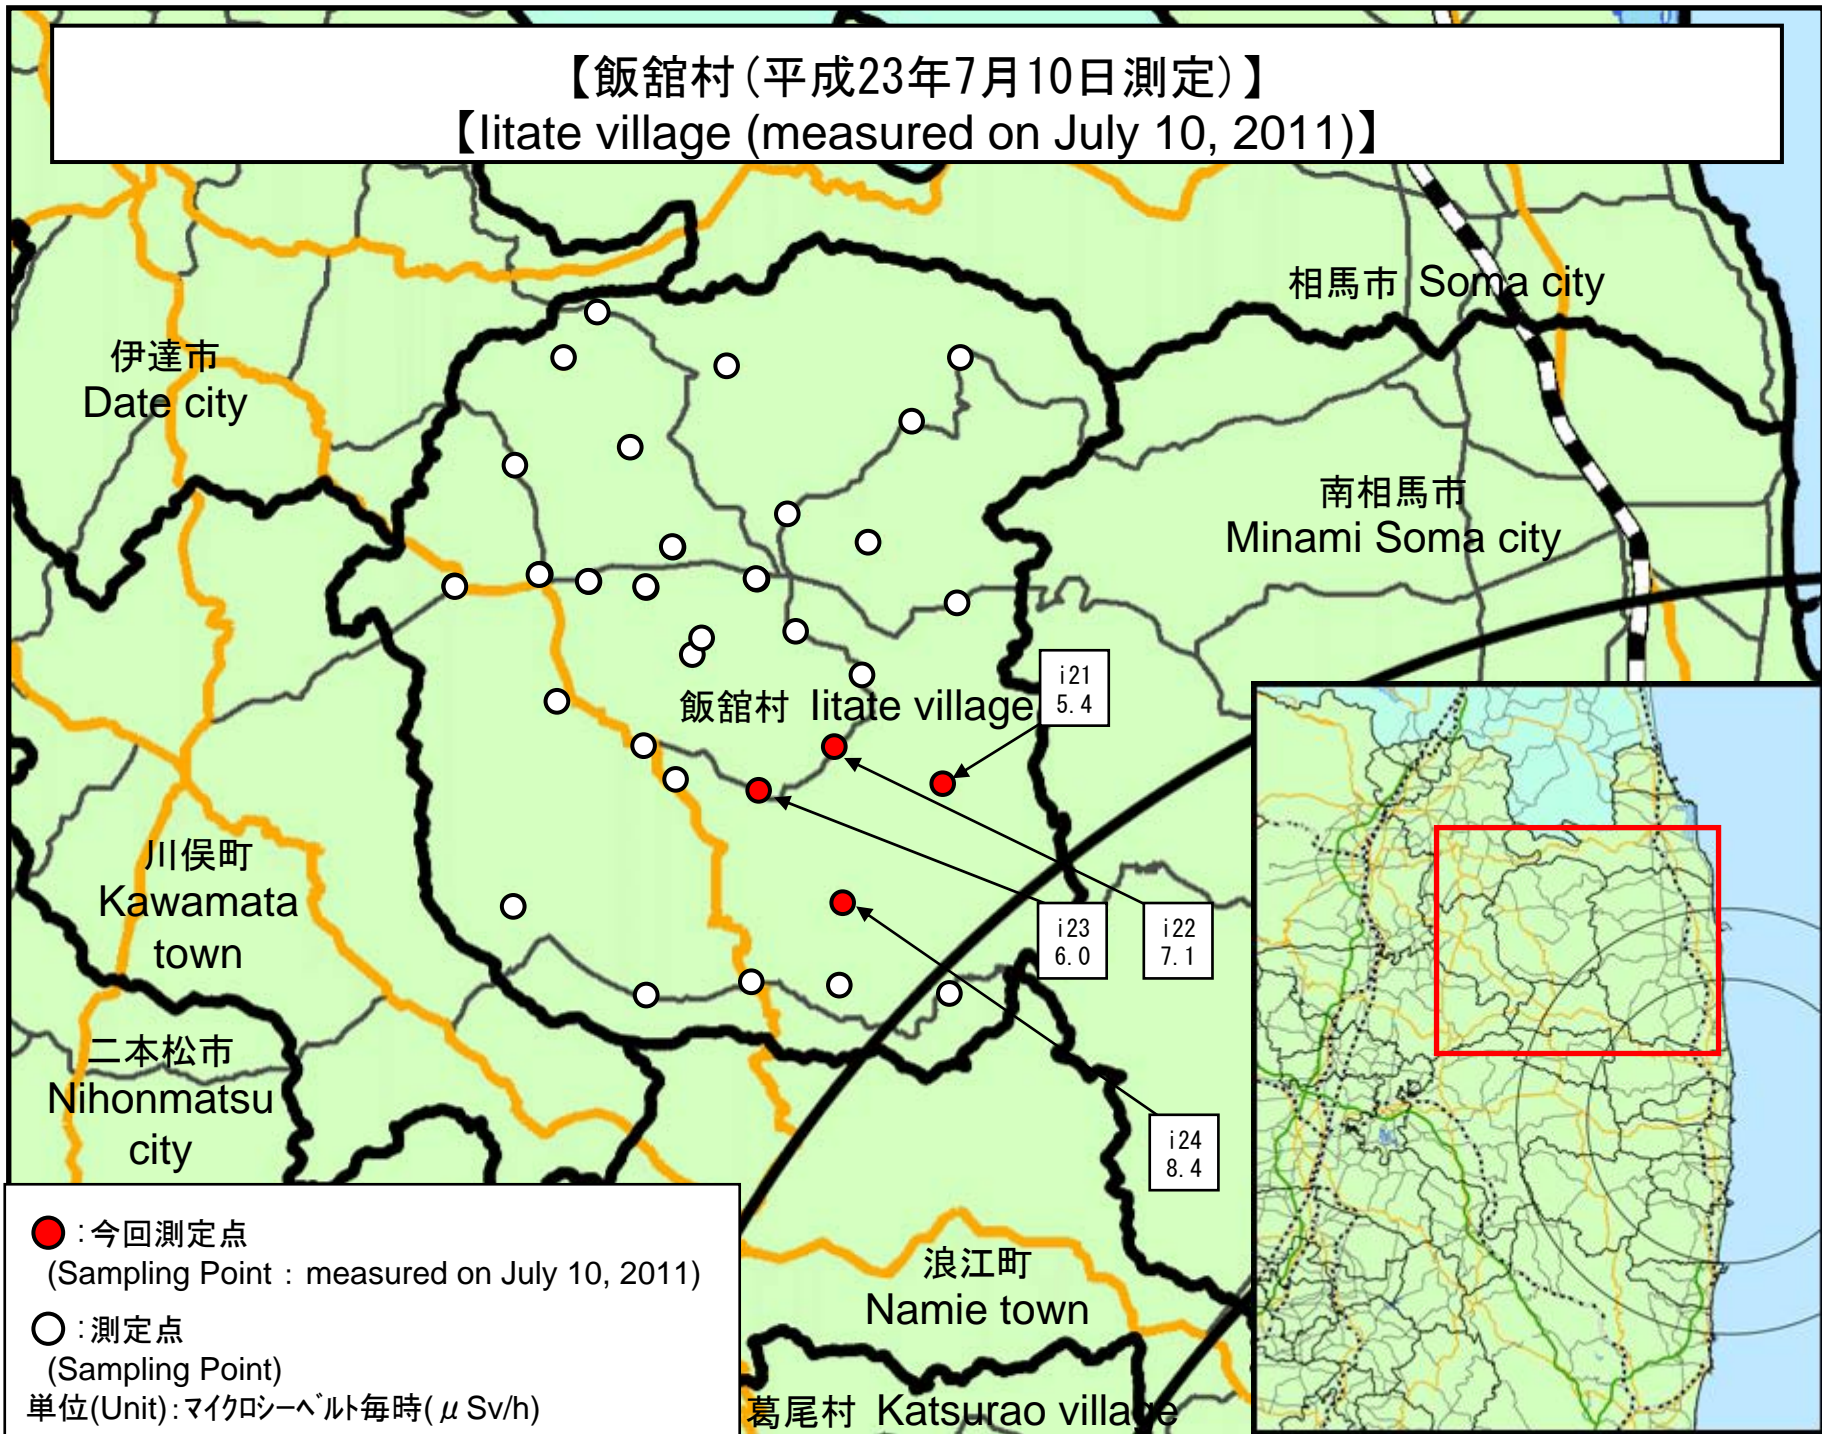 【飯舘村(平成23年7月10日測定)】
【Iitate village (measured on July 10, 2011)】
相馬市 Soma city
伊達市
Date city
南相馬市
Minami Soma city
i21
5.4
飯舘村 Iitate village
川俣町
Kawamata
town
i23
6.0
i22
7.1
二本松市
Nihonmatsu
city
i24
8.4
:今回測定点
(Sampling Point : measured on July 10, 2011)
浪江町
Namie town
:測定点
(Sampling Point)
単位(Unit):マイクロシーベルト毎時(μSv/h)
葛尾村 Katsurao village